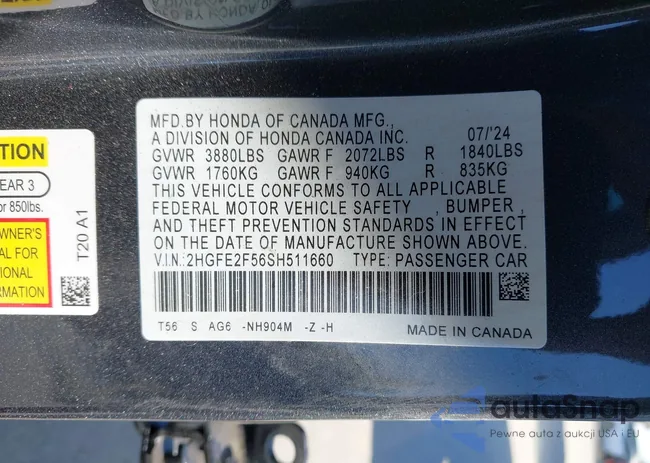 MFD.BY HONDA OF CANADA MFG.,
A DIVISION OF HONDA CANADA INC. 07/'24
GVWR 3880LBS GAWR F 2072LBS R 1840LBS
GVWR 1760KG GAWR F 940KG R 835KG
THIS VEHICLE CONFORMS TO ALL APPLICABLE
FEDERAL MOTOR VEHICLE SAFETY , BUMPER,
AND THEFT PREVENTION STANDARDS IN EFFECT
ON THE DATE OF MANUFACTURE SHOWN ABOVE.
V.I.N.: 2HGFE2F56SH511660 TYPE: PASSENGER CAR
T56 S AG6 -NH904M -Z -H
MADE IN CANADA
TION
EAR 3
or 850lbs.
OWNER'S
AL FOR
TIONAL
RMATION
T20 A1
autaSnap
Pewne auta z aukcji USA i EU